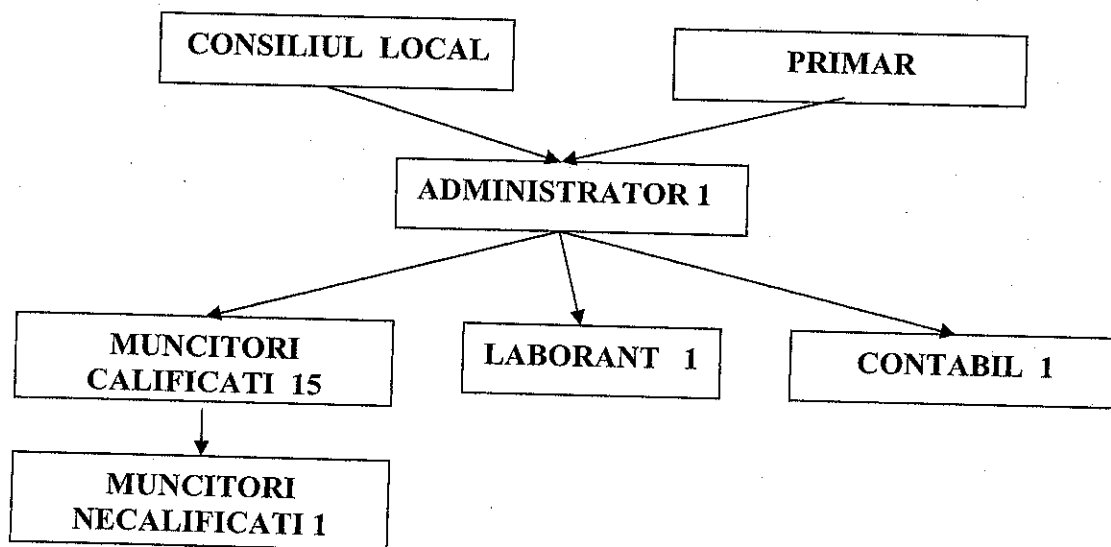 CONSILIUL LOCAL
PRIMAR
ADMINISTRATOR 1
MUNCITORI
CALIFICATI 15
LABORANT 1
CONTABIL 1
MUNCITORI
NECALIFICATI 1